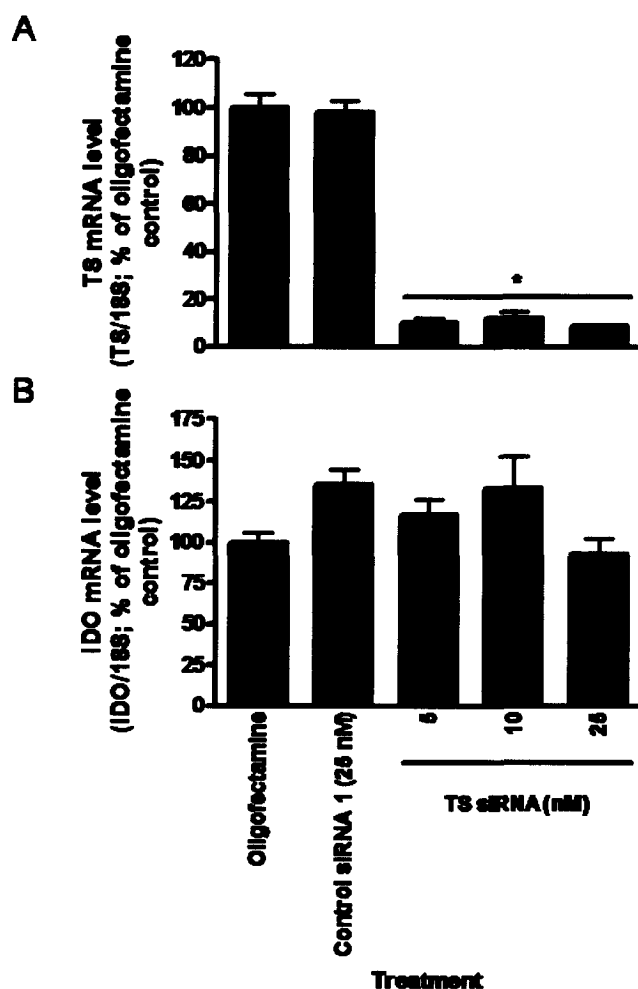 A
TS mRNA level
(TS/18S; % of oligofectamine
control)
120
100
80
60
40
20
0
*
B
IDO mRNA level
(IDO/18S; % of oligofectamine
control)
175
150
125
100
75
50
25
0
Oligofectamine
Control siRNA 1 (25 nM)
5
10
25
TS siRNA (nM)
Treatment